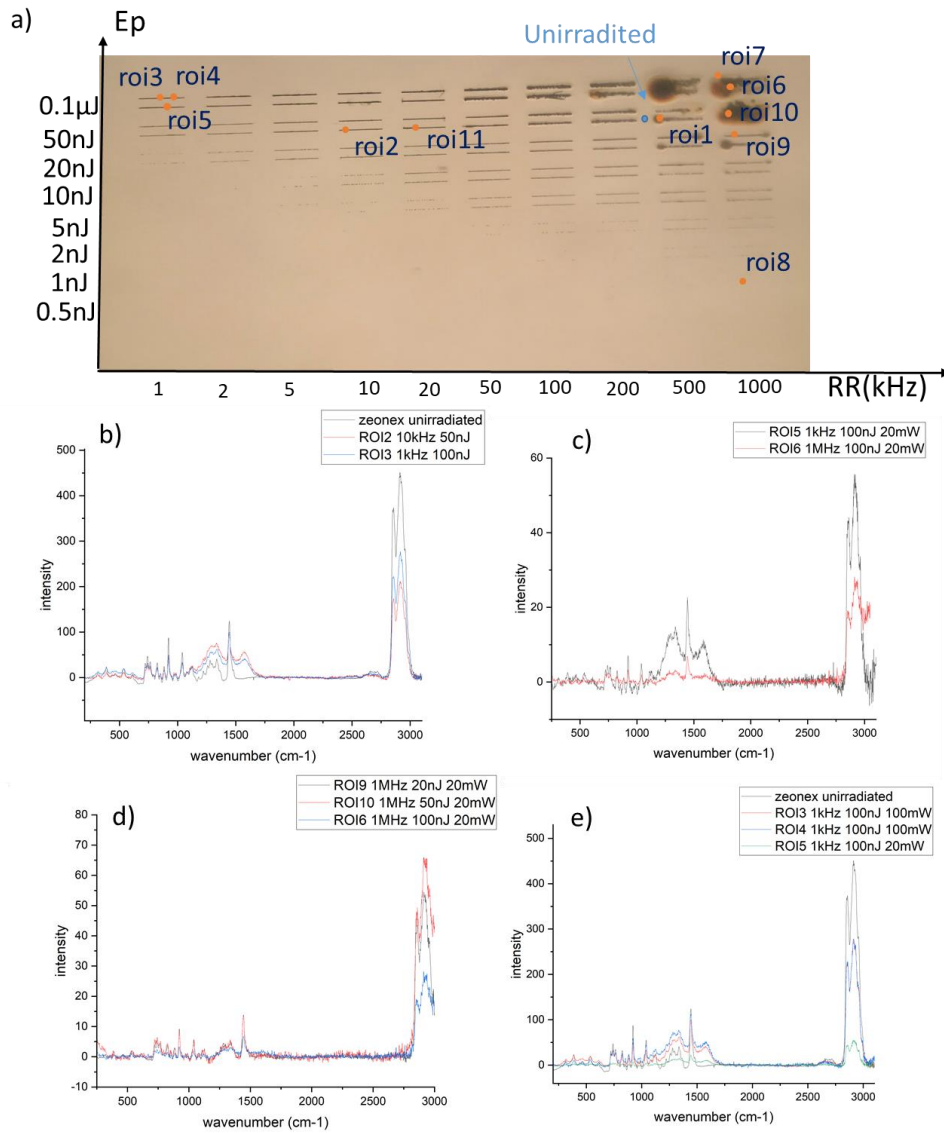 a)
Ep
Unirradited
roi7
roi3 roi4
roi6
0.1µJ
roi5
roi10
50nJ
roi2 roi11 roi1
roi9
20nJ
10nJ
5nJ
2nJ
roi8
1nJ
0.5nJ
1 2 5 10 20 50 100 200 500 1000 RR(kHz)
b)
zeonex unirradiated
ROI2 10kHz 50nJ
ROI3 1kHz 100nJ
500
400
300
200
100
0
intensity
500 1000 1500 2000 2500 3000
wavenumber (cm-1)
c)
ROI5 1kHz 100nJ 20mW
ROI6 1MHz 100nJ 20mW
60
40
20
0
intensity
500 1000 1500 2000 2500 3000
wavenumber (cm-1)
d)
ROI9 1MHz 20nJ 20mW
ROI10 1MHz 50nJ 20mW
ROI6 1MHz 100nJ 20mW
80
70
60
50
40
30
20
10
0
-10
intensity
500 1000 1500 2000 2500 3000
wavenumber (cm-1)
e)
zeonex unirradiated
ROI3 1kHz 100nJ 100mW
ROI4 1kHz 100nJ 100mW
ROI5 1kHz 100nJ 20mW
500
400
300
200
100
0
intensity
500 1000 1500 2000 2500 3000
wavenumber (cm-1)